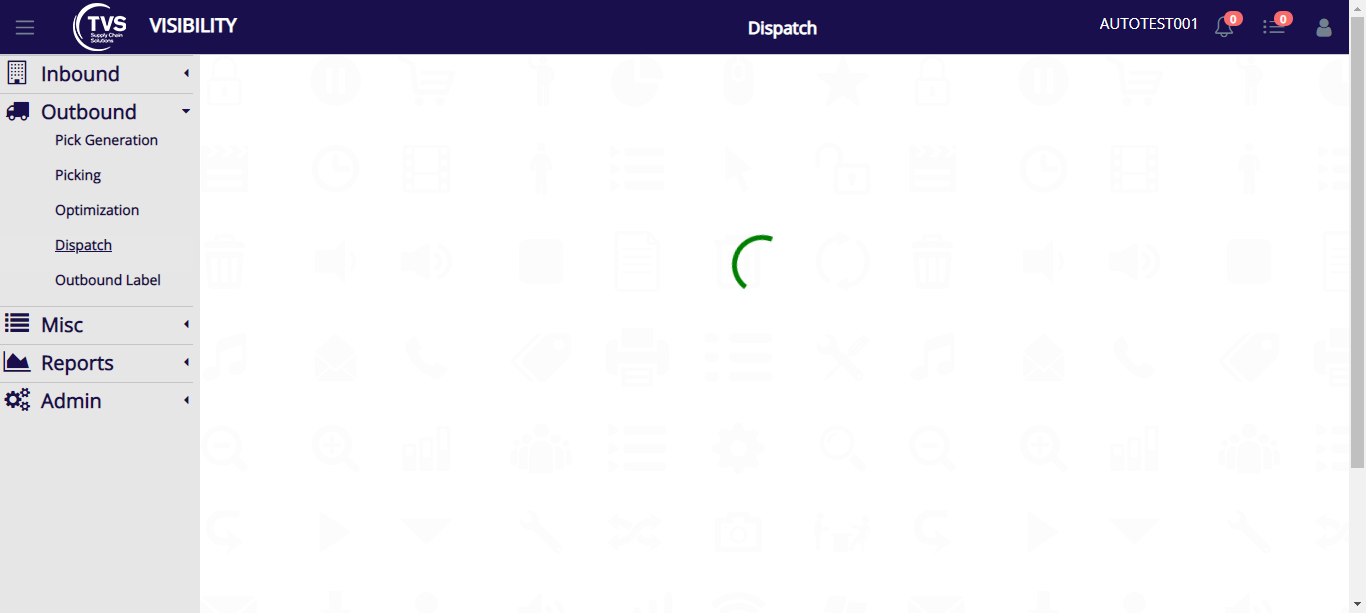 TVS
Supply Chain
Solutions
VISIBILITY
Dispatch
AUTOTEST001
0
0
Inbound
Outbound
Pick Generation
Picking
Optimization
Dispatch
Outbound Label
Misc
Reports
Admin